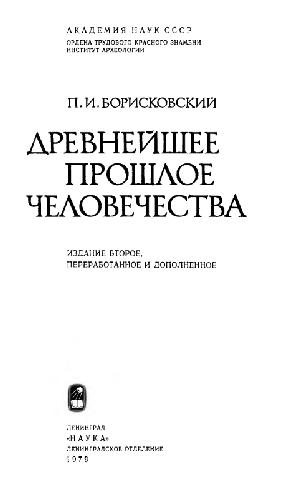 АКАДЕМИЯ НАУК СССР
ОРДЕНА ТРУДОВОГО КРАСНОГО ЗНАМЕНИ
ИНСТИТУТ АРХЕОЛОГИИ
П. И. БОРИСКОВСКИЙ
ДРЕВНЕЙШЕЕ
ПРОШЛОЕ
ЧЕЛОВЕЧЕСТВА
ИЗДАНИЕ ВТОРОЕ,
ПЕРЕРАБОТАННОЕ И ДОПОЛНЕННОЕ
ЛЕНИНГРАД
«НАУКА»
ЛЕНИНГРАДСКОЕ ОТДЕЛЕНИЕ
1979